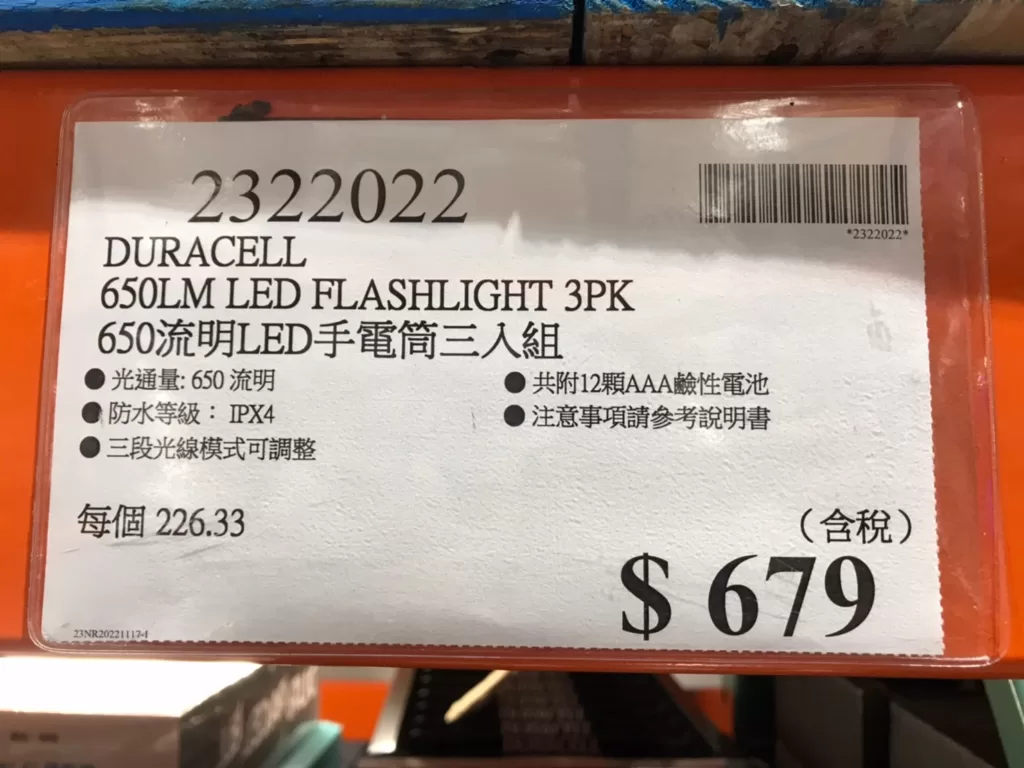 2322022
*2322022*
DURACELL
650LM LED FLASHLIGHT 3PK
650流明LED手電筒三入組
● 光通量: 650 流明
● 防水等級： IPX4
● 三段光線模式可調整
● 共附12顆AAA鹼性電池
● 注意事項請參考說明書
每個 226.33
（含稅）
$ 679
23NR20221117-I